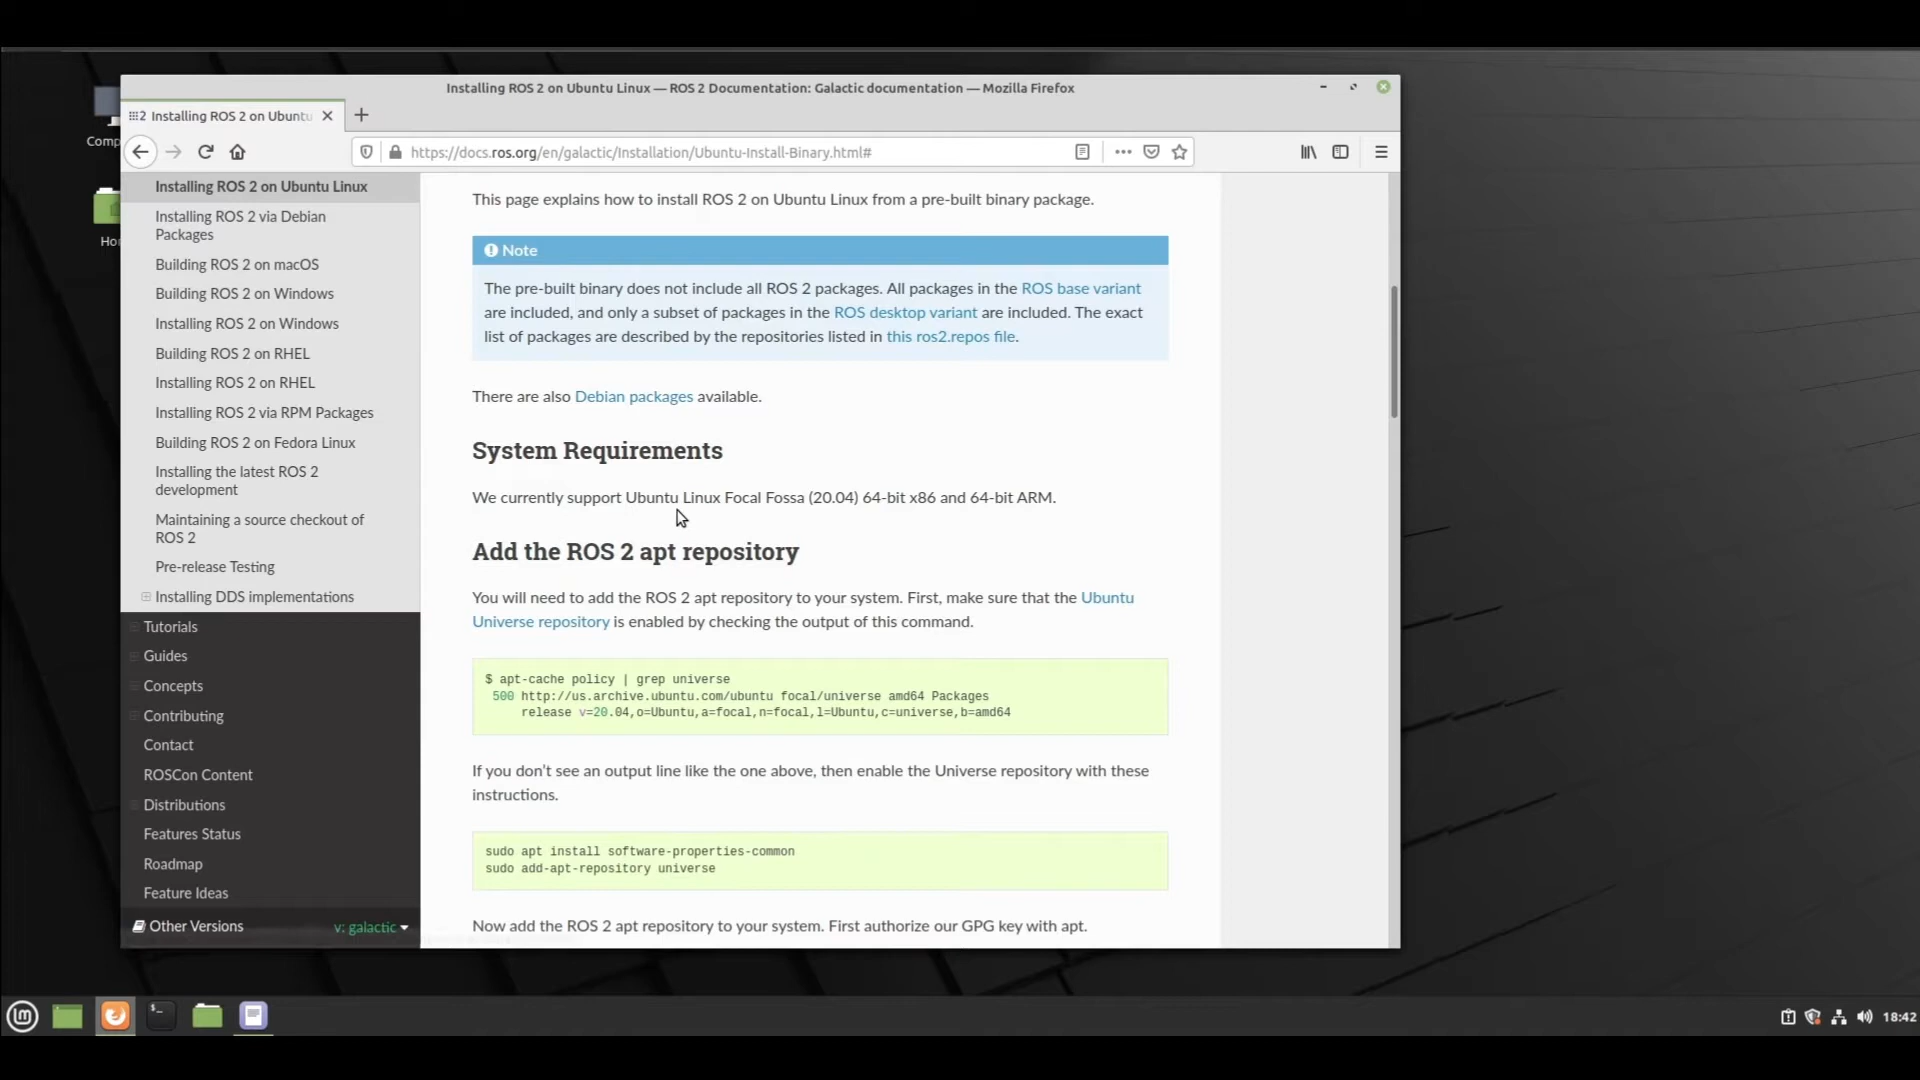 Installing ROS 2 on Ubuntu Linux — ROS 2 Documentation: Galactic documentation — Mozilla Firefox
Installing ROS 2 on Ubuntu
https://docs.ros.org/en/galactic/Installation/Ubuntu-Install-Binary.html#
Comp
Ho
Installing ROS 2 on Ubuntu Linux
Installing ROS 2 via Debian
Packages
Building ROS 2 on macOS
Building ROS 2 on Windows
Installing ROS 2 on Windows
Building ROS 2 on RHEL
Installing ROS 2 on RHEL
Installing ROS 2 via RPM Packages
Building ROS 2 on Fedora Linux
Installing the latest ROS 2
development
Maintaining a source checkout of
ROS 2
Pre-release Testing
Installing DDS implementations
Tutorials
Guides
Concepts
Contributing
Contact
ROSCon Content
Distributions
Features Status
Roadmap
Feature Ideas
Other Versions v: galactic
This page explains how to install ROS 2 on Ubuntu Linux from a pre-built binary package.
Note
The pre-built binary does not include all ROS 2 packages. All packages in the ROS base variant
are included, and only a subset of packages in the ROS desktop variant are included. The exact
list of packages are described by the repositories listed in this ros2.repos file.
There are also Debian packages available.
System Requirements
We currently support Ubuntu Linux Focal Fossa (20.04) 64-bit x86 and 64-bit ARM.
Add the ROS 2 apt repository
You will need to add the ROS 2 apt repository to your system. First, make sure that the Ubuntu
Universe repository is enabled by checking the output of this command.
$ apt-cache policy | grep universe
500 http://us.archive.ubuntu.com/ubuntu focal/universe amd64 Packages
release v=20.04,o=Ubuntu,a=focal,n=focal,l=Ubuntu,c=universe,b=amd64
If you don’t see an output line like the one above, then enable the Universe repository with these
instructions.
sudo apt install software-properties-common
sudo add-apt-repository universe
Now add the ROS 2 apt repository to your system. First authorize our GPG key with apt.
18:42